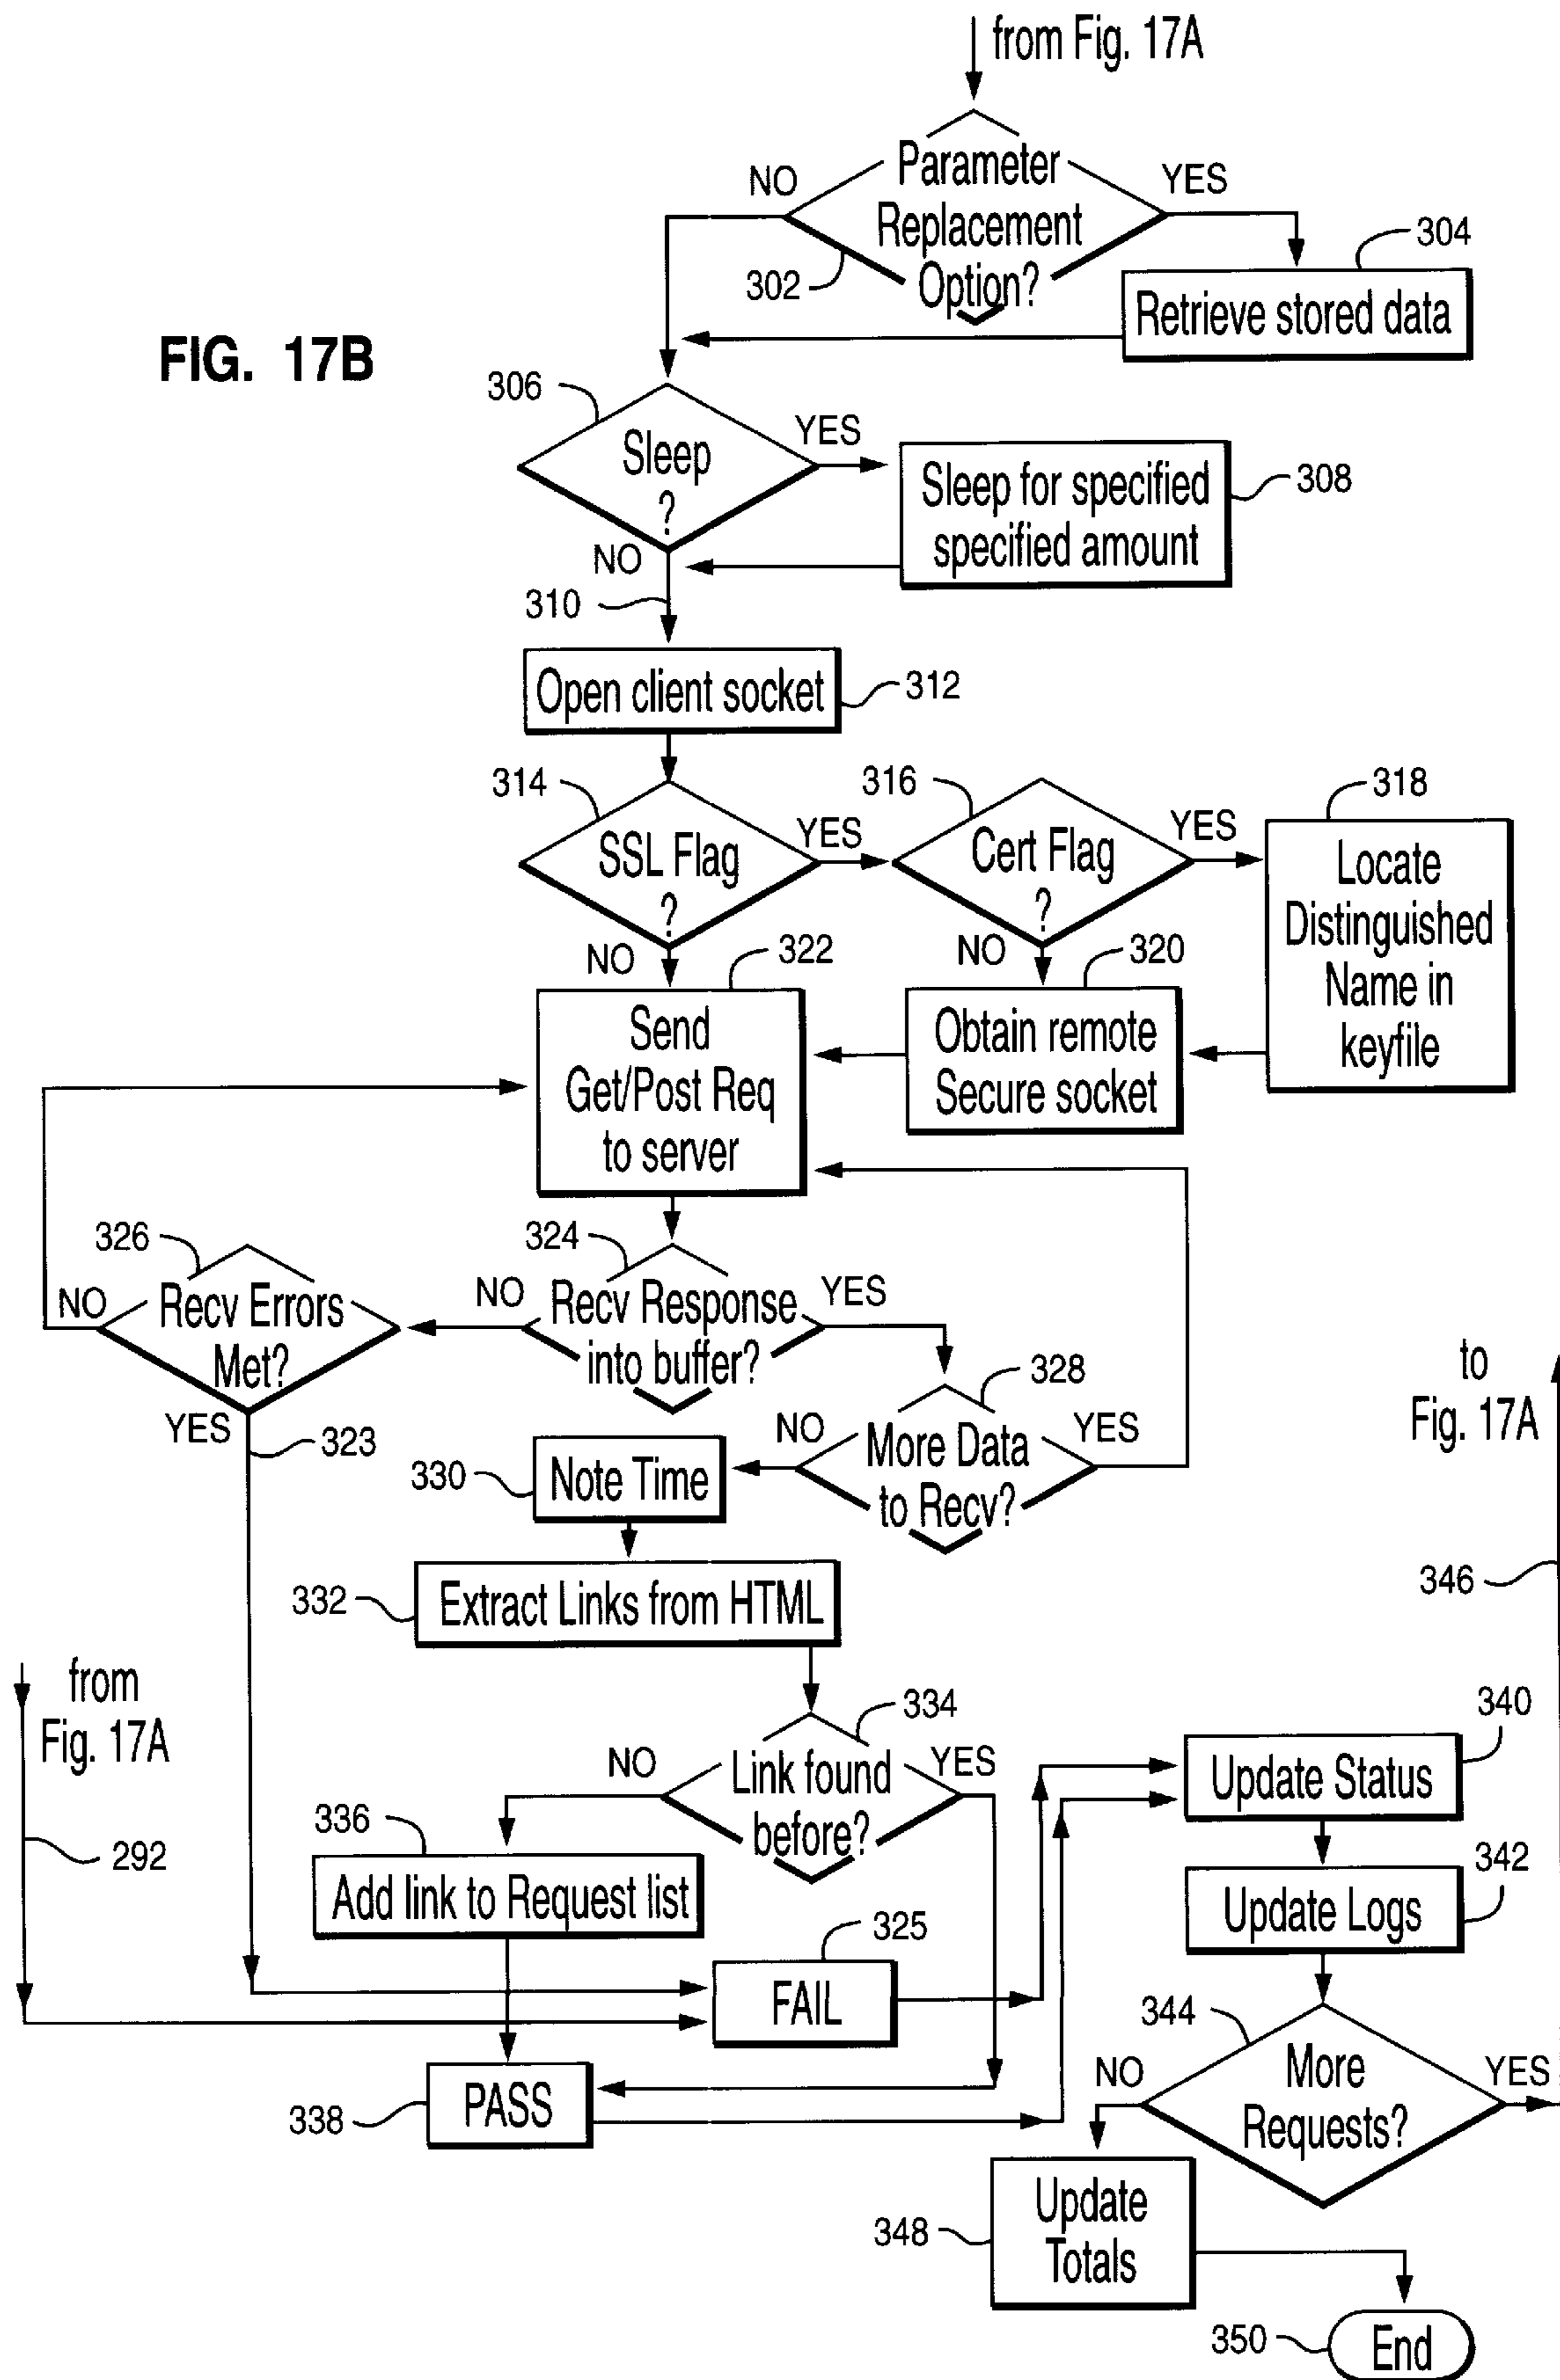 from Fig. 17A
Parameter
Replacement
Option?
NO
YES
302
304
Retrieve stored data
FIG. 17B
306
Sleep
?
YES
NO
Sleep for specified
specified amount
308
310
Open client socket
312
314
SSL Flag
?
YES
NO
316
Cert Flag
?
YES
NO
318
Locate
Distinguished
Name in
keyfile
320
Obtain remote
Secure socket
322
Send
Get/Post Req
to server
326
NO
Recv Errors
Met?
YES
323
324
NO
Recv Response
into buffer?
YES
328
NO
More Data
to Recv?
YES
to
Fig. 17A
330
Note Time
332
Extract Links from HTML
346
from
Fig. 17A
292
334
NO
Link found
before?
YES
336
Add link to Request list
340
Update Status
342
Update Logs
325
FAIL
338
PASS
344
NO
More
Requests?
YES
348
Update
Totals
350
End